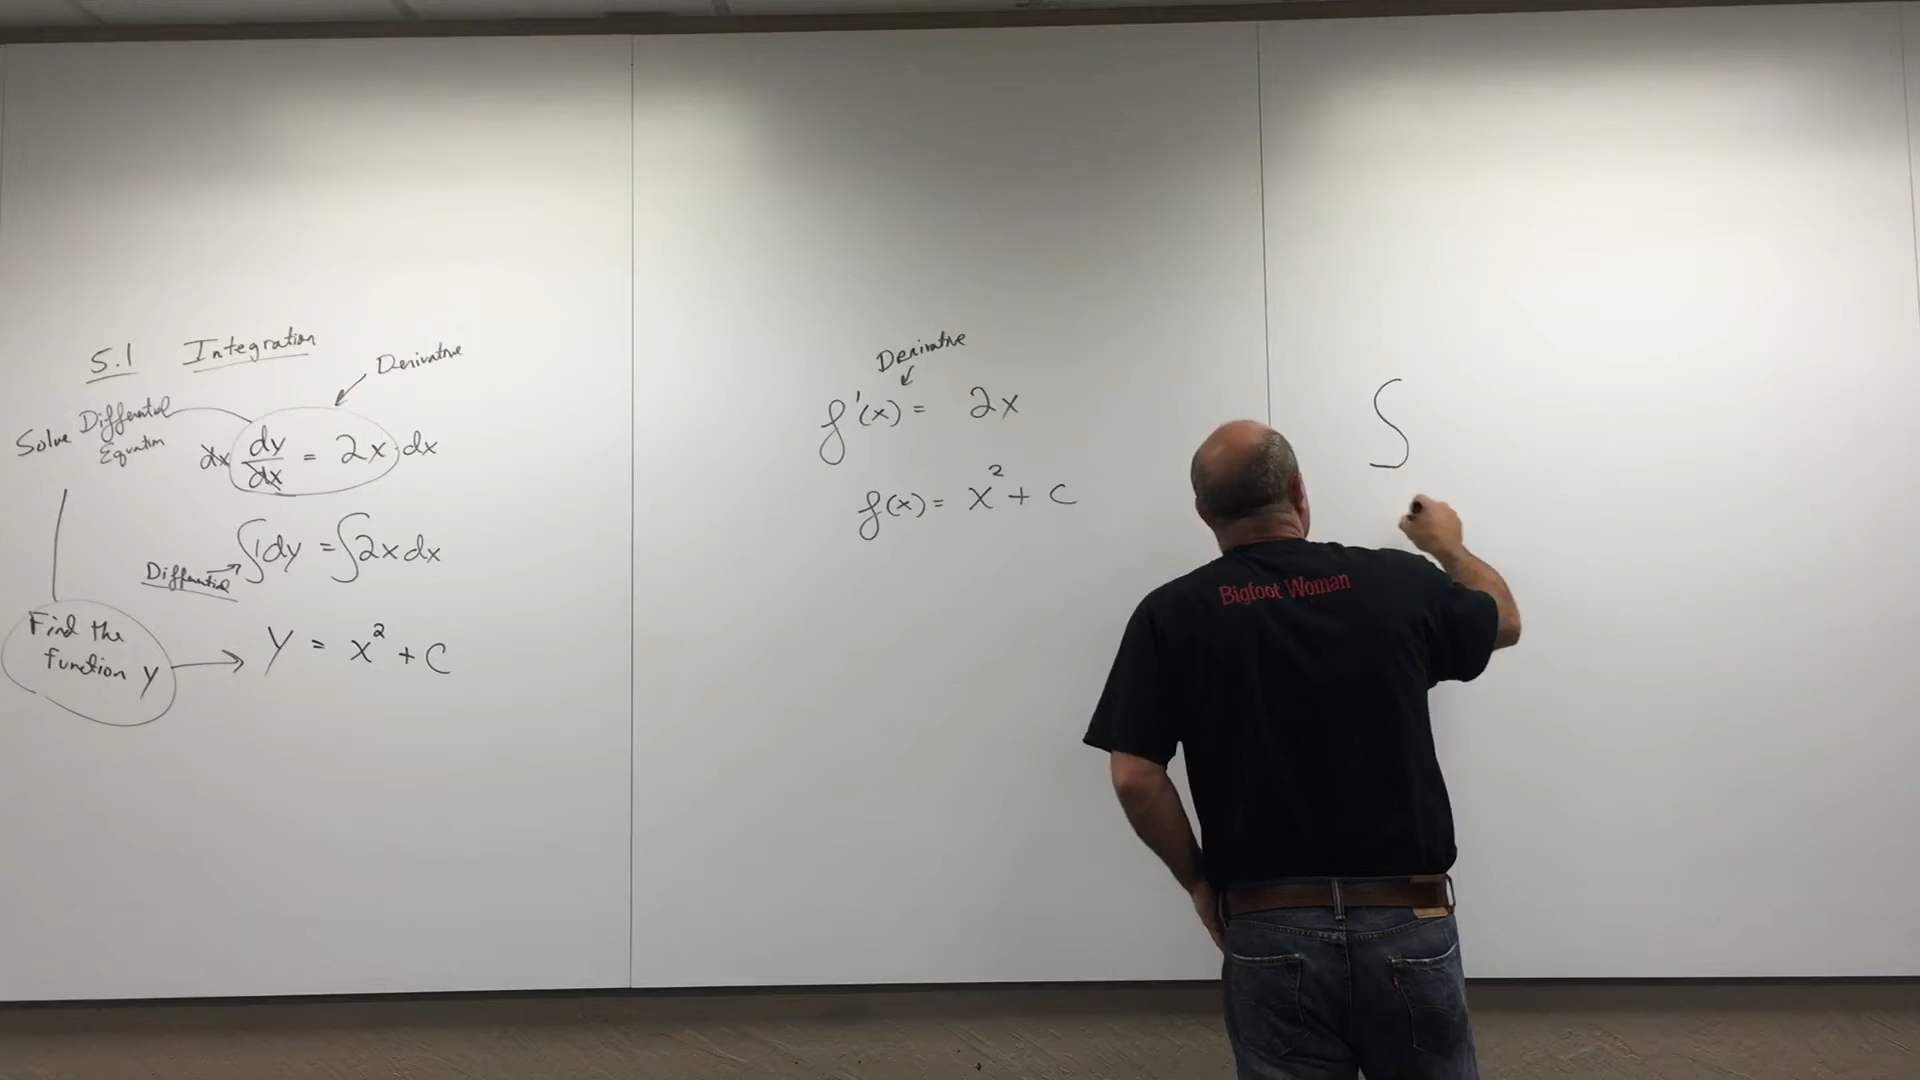 5.1 Integration
Derivative
Solve Differential
Equation
dx dy/dx = 2x · dx
∫1dy = ∫2x dx
Differential
Find the
function y
y = x² + C
Derivative
f'(x) = 2x
f(x) = x² + C
∫
Bigfoot Woman